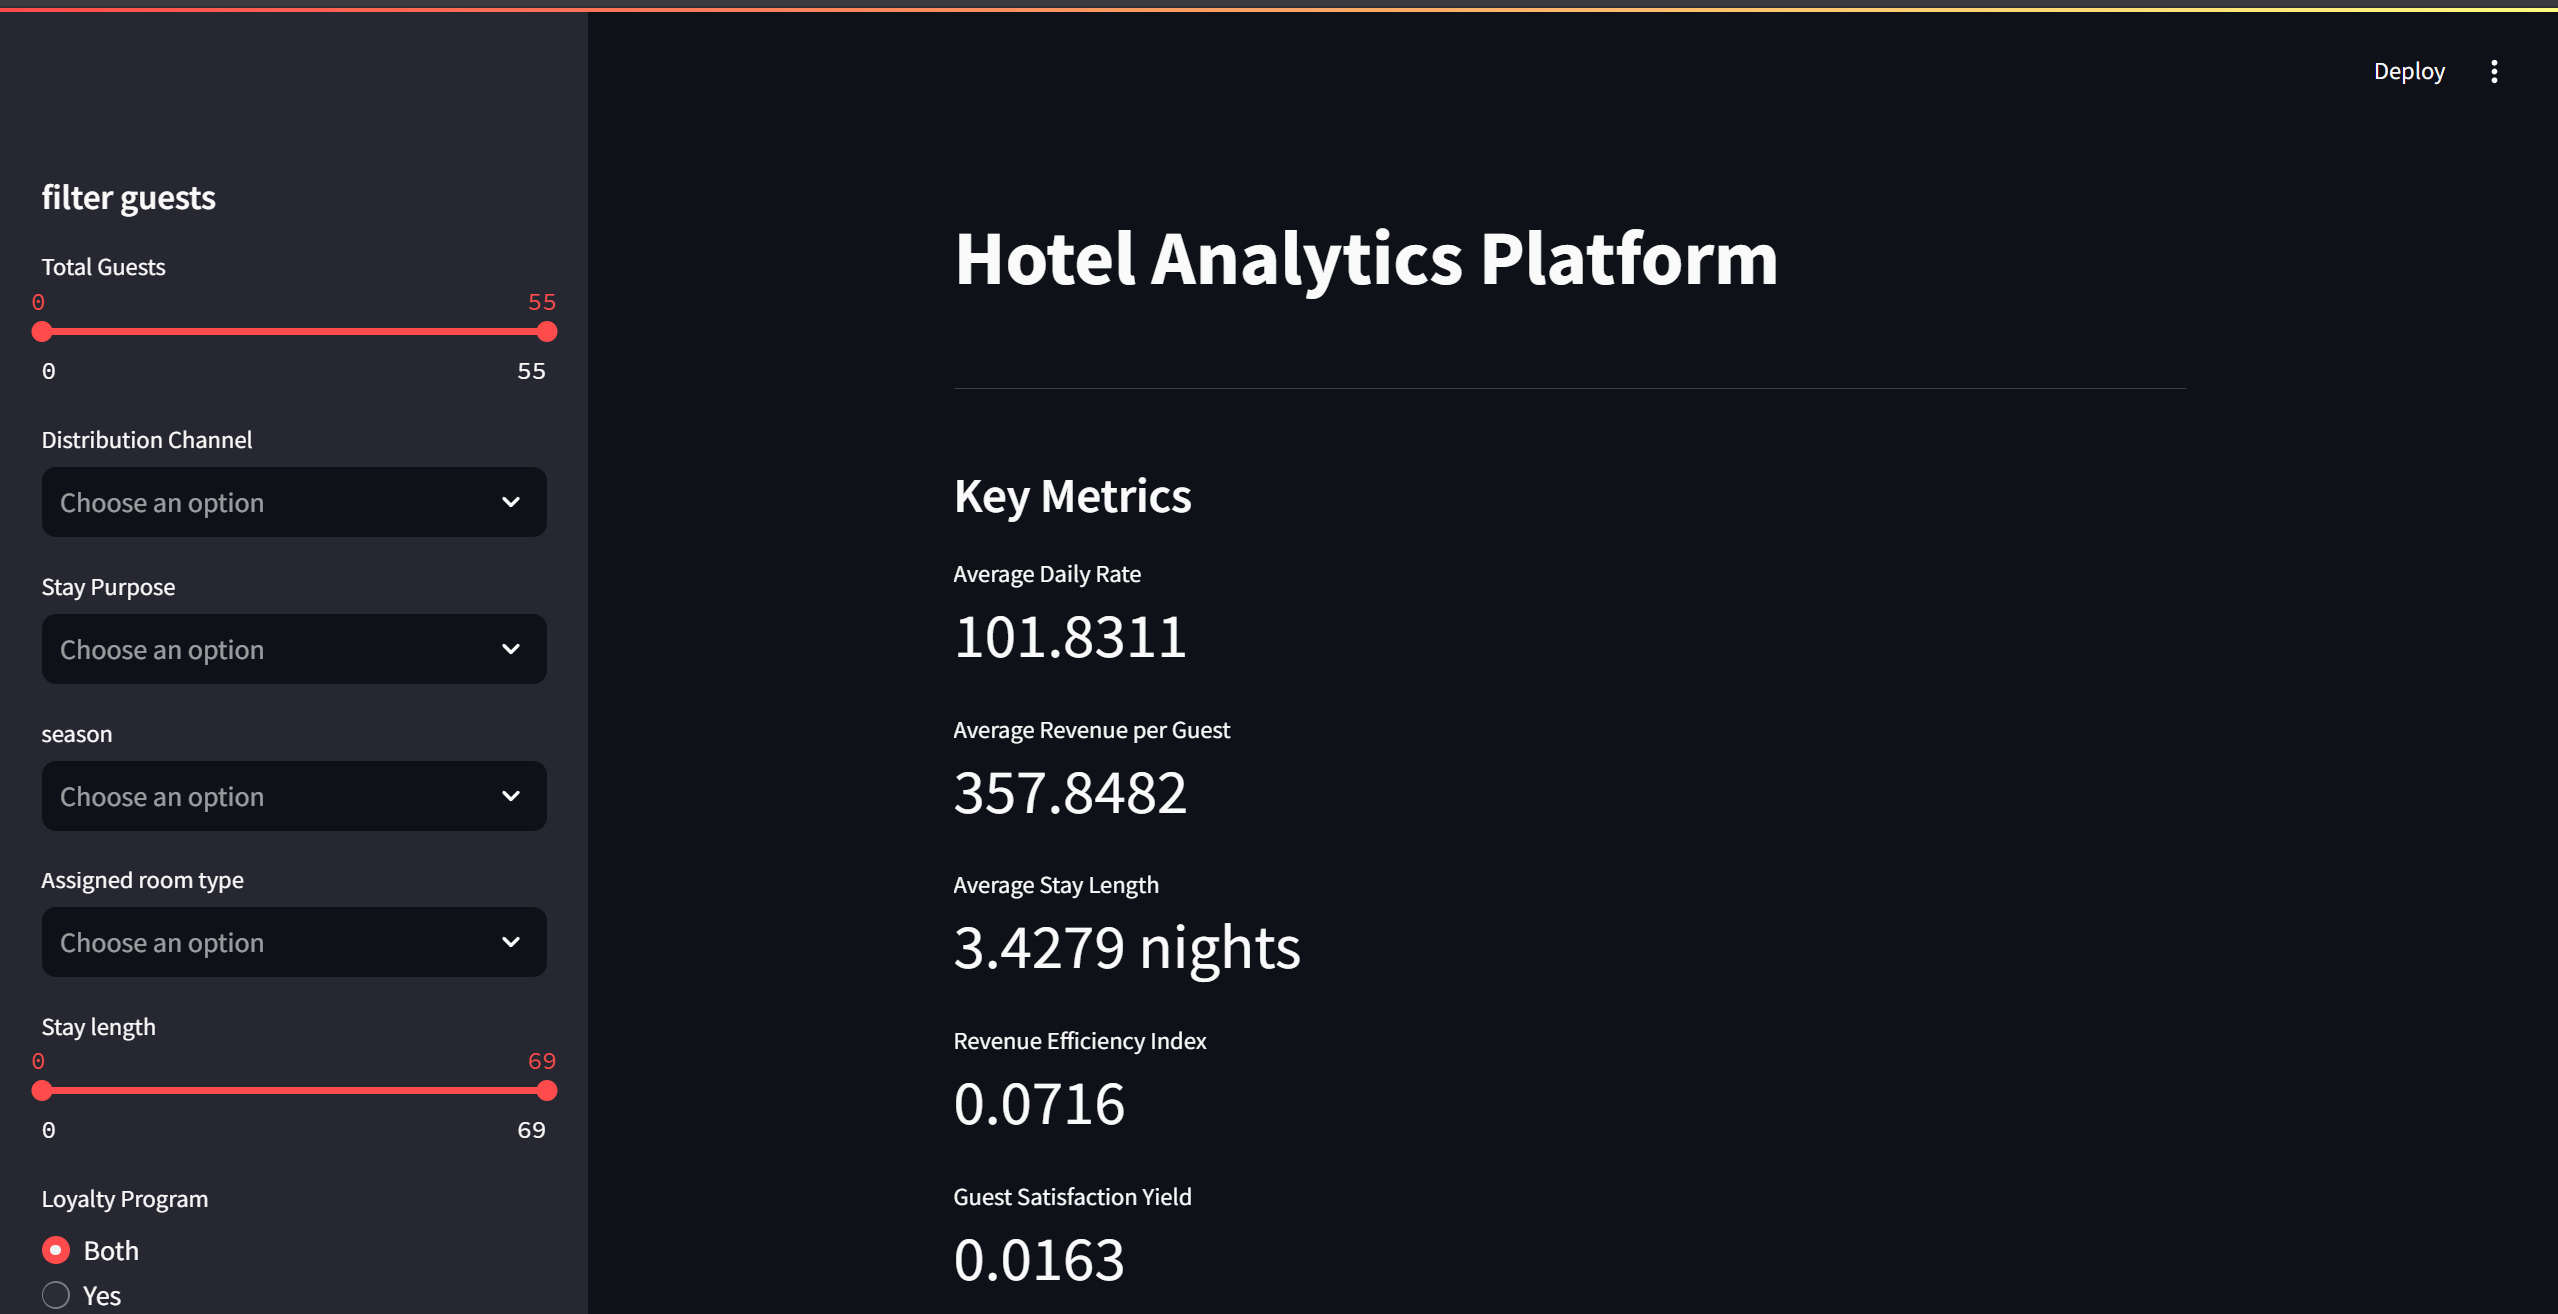 Deploy
filter guests
Total Guests
0 55
0 55
Distribution Channel
Choose an option
Stay Purpose
Choose an option
season
Choose an option
Assigned room type
Choose an option
Stay length
0 69
0 69
Loyalty Program
Both
Yes
Hotel Analytics Platform
Key Metrics
Average Daily Rate
101.8311
Average Revenue per Guest
357.8482
Average Stay Length
3.4279 nights
Revenue Efficiency Index
0.0716
Guest Satisfaction Yield
0.0163